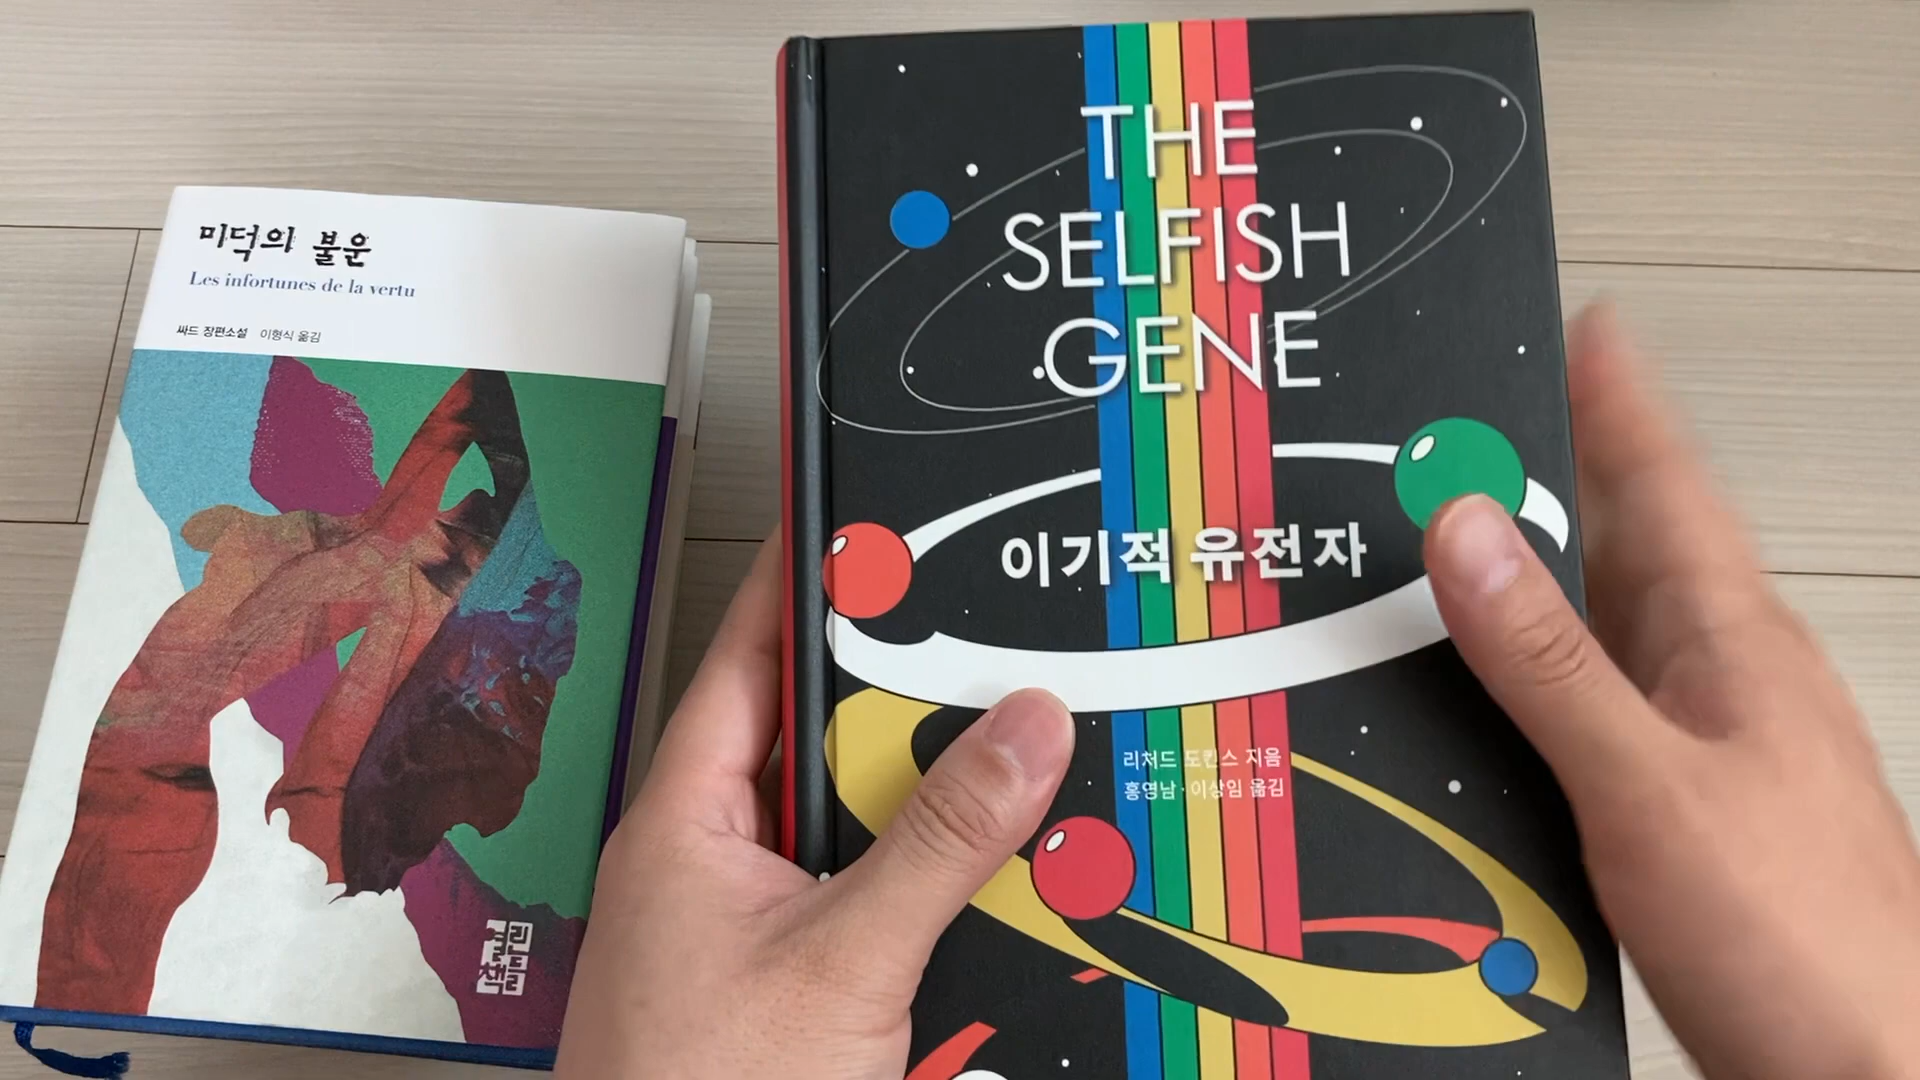 미덕의 불운
Les infortunes de la vertu
싸드 장편소설 이형식 옮김
열린책들
THE
SELFISH
GENE
이기적 유전자
리처드 도킨스 지음
홍영남·이상임 옮김